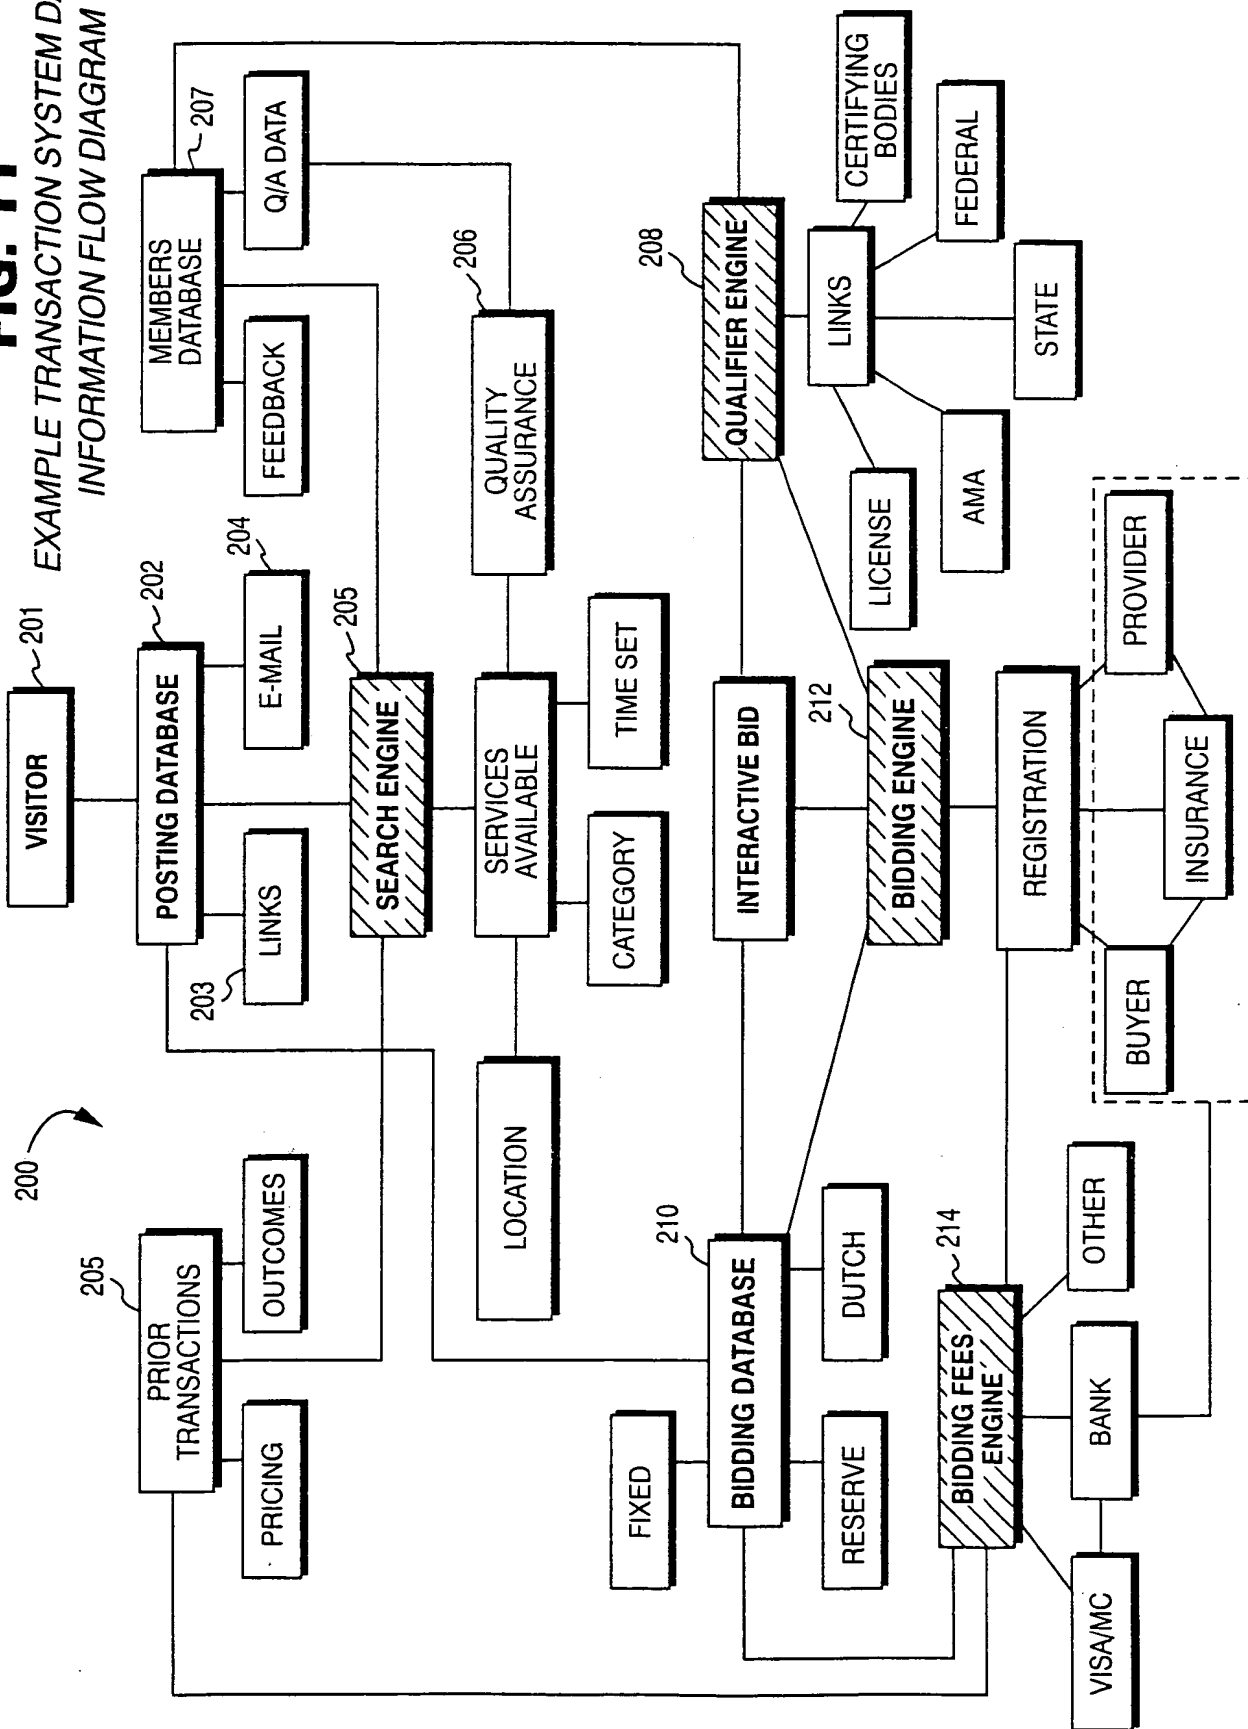 FIG. 11
EXAMPLE TRANSACTION SYSTEM
INFORMATION FLOW DIAGRAM
200
VISITOR
201
POSTING DATABASE
202
LINKS
203
E-MAIL
204
PRIOR
TRANSACTIONS
205
PRICING
OUTCOMES
MEMBERS
DATABASE
207
FEEDBACK
Q/A DATA
SEARCH ENGINE
205
LOCATION
SERVICES
AVAILABLE
CATEGORY
TIME SET
QUALITY
ASSURANCE
206
FIXED
BIDDING DATABASE
210
RESERVE
DUTCH
INTERACTIVE BID
QUALIFIER ENGINE
208
BIDDING ENGINE
212
LINKS
LICENSE
AMA
STATE
FEDERAL
CERTIFYING
BODIES
BIDDING FEES
ENGINE
214
VISA/MC
BANK
OTHER
REGISTRATION
BUYER
INSURANCE
PROVIDER